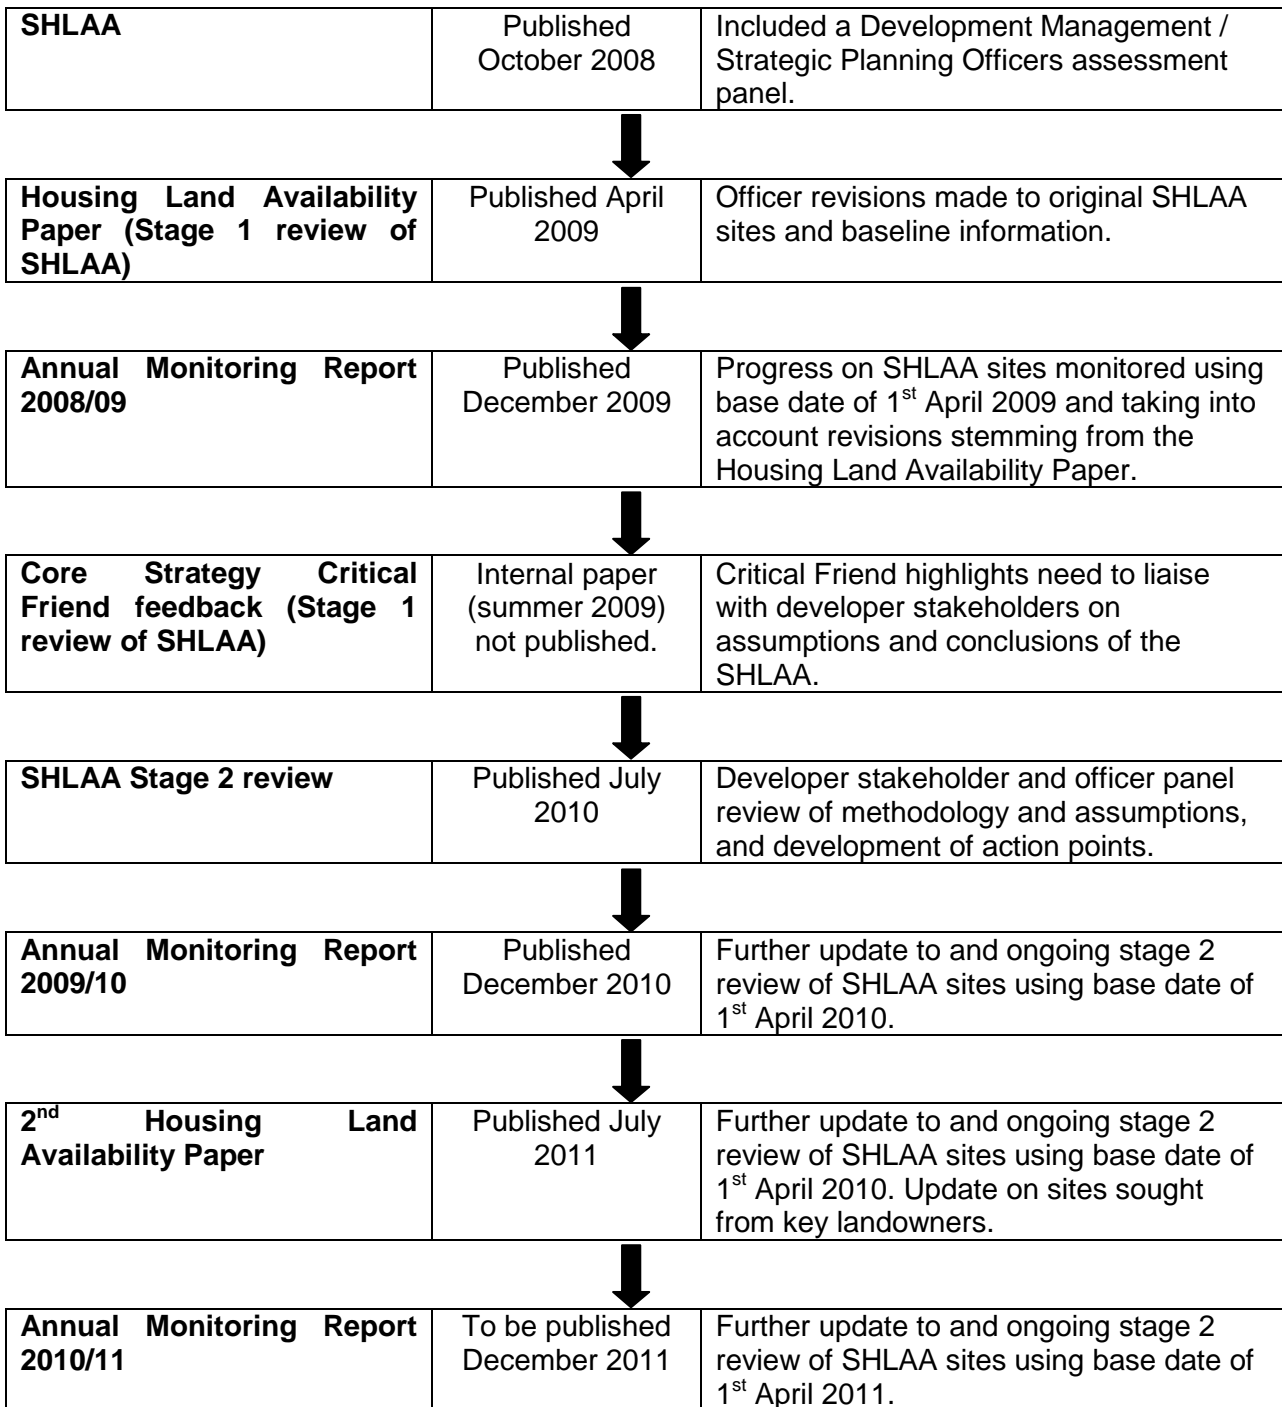 SHLAA
Published
October 2008
Included a Development Management /
Strategic Planning Officers assessment
panel.
Housing Land Availability
Paper (Stage 1 review of
SHLAA)
Published April
2009
Officer revisions made to original SHLAA
sites and baseline information.
Annual Monitoring Report
2008/09
Published
December 2009
Progress on SHLAA sites monitored using
base date of 1st April 2009 and taking into
account revisions stemming from the
Housing Land Availability Paper.
Core Strategy Critical
Friend feedback (Stage 1
review of SHLAA)
Internal paper
(summer 2009)
not published.
Critical Friend highlights need to liaise
with developer stakeholders on
assumptions and conclusions of the
SHLAA.
SHLAA Stage 2 review
Published July
2010
Developer stakeholder and officer panel
review of methodology and assumptions,
and development of action points.
Annual Monitoring Report
2009/10
Published
December 2010
Further update to and ongoing stage 2
review of SHLAA sites using base date of
1st April 2010.
2nd Housing Land
Availability Paper
Published July
2011
Further update to and ongoing stage 2
review of SHLAA sites using base date of
1st April 2010. Update on sites sought
from key landowners.
Annual Monitoring Report
2010/11
To be published
December 2011
Further update to and ongoing stage 2
review of SHLAA sites using base date of
1st April 2011.